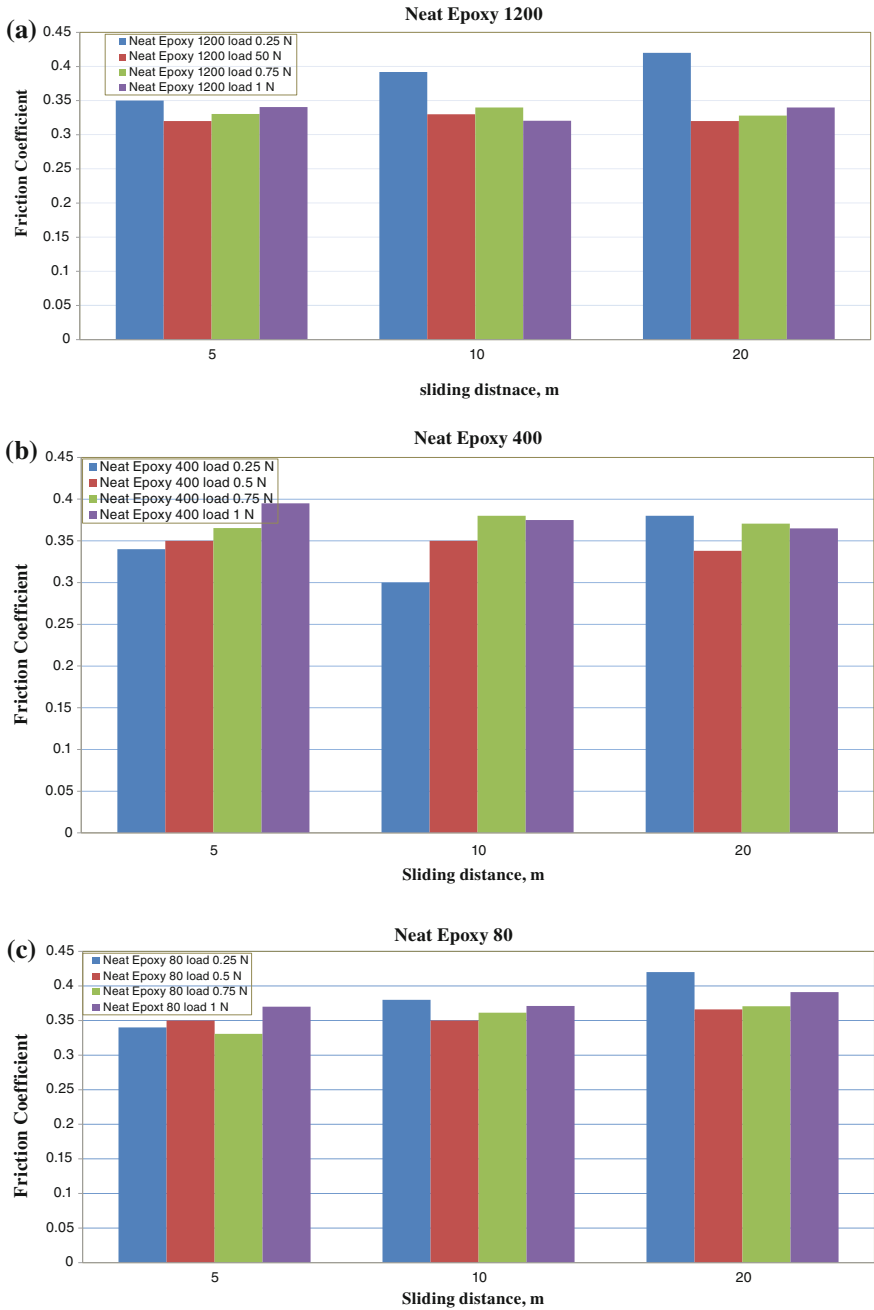 (a)
Neat Epoxy 1200
Neat Epoxy 1200 load 0.25 N
Neat Epoxy 1200 load 50 N
Neat Epoxy 1200 load 0.75 N
Neat Epoxy 1200 load 1 N
Friction Coefficient
0.45
0.4
0.35
0.3
0.25
0.2
0.15
0.1
0.05
0
5 10 20
sliding distnace, m
(b)
Neat Epoxy 400
Neat Epoxy 400 load 0.25 N
Neat Epoxy 400 load 0.5 N
Neat Epoxy 400 load 0.75 N
Neat Epoxy 400 load 1 N
Friction Coefficient
0.45
0.4
0.35
0.3
0.25
0.2
0.15
0.1
0.05
0
5 10 20
Sliding distance, m
(c)
Neat Epoxy 80
Neat Epoxy 80 load 0.25 N
Neat Epoxy 80 load 0.5 N
Neat Epoxy 80 load 0.75 N
Neat Epoxt 80 load 1 N
Friction Coefficient
0.45
0.4
0.35
0.3
0.25
0.2
0.15
0.1
0.05
0
5 10 20
Sliding distance, m